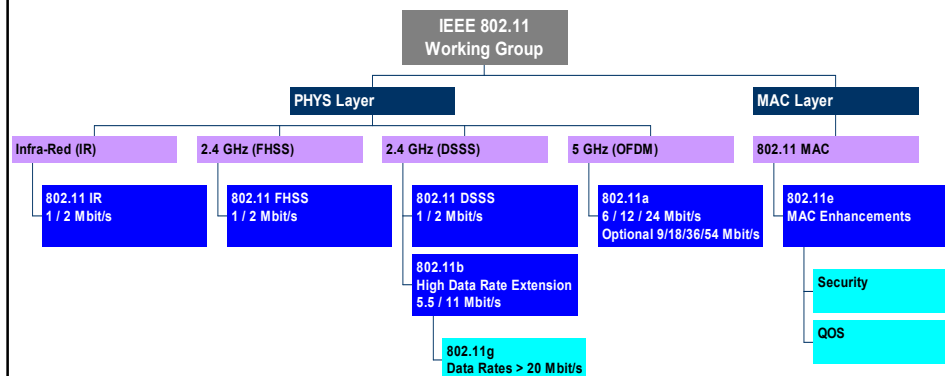 IEEE 802.11
Working Group
PHYS Layer
MAC Layer
Infra-Red (IR)
2.4 GHz (FHSS)
2.4 GHz (DSSS)
5 GHz (OFDM)
802.11 MAC
802.11 IR
1 / 2 Mbit/s
802.11 FHSS
1 / 2 Mbit/s
802.11 DSSS
1 / 2 Mbit/s
802.11a
6 / 12 / 24 Mbit/s
Optional 9/18/36/54 Mbit/s
802.11e
MAC Enhancements
802.11b
High Data Rate Extension
5.5 / 11 Mbit/s
Security
QOS
802.11g
Data Rates > 20 Mbit/s